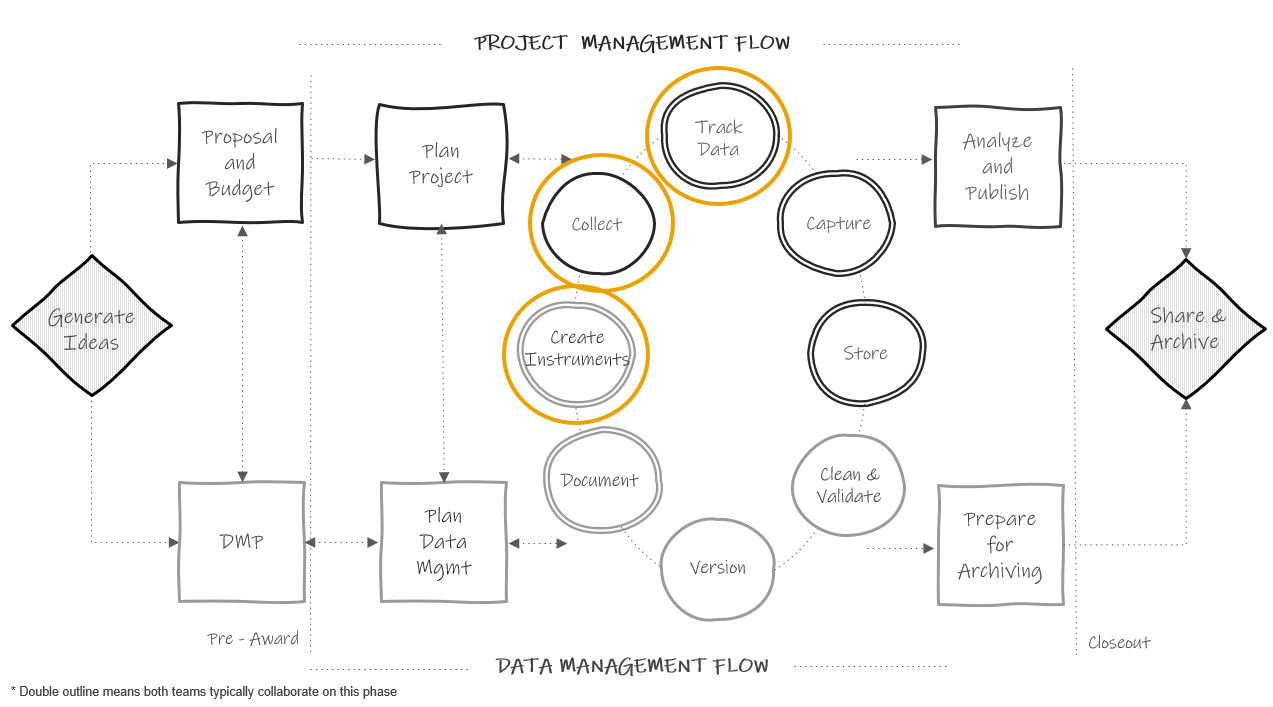 PROJECT MANAGEMENT FLOW
Proposal
and
Budget
Plan
Project
Track
Data
Collect
Capture
Analyze
and
Publish
Generate
Ideas
Create
Instruments
Store
Share &
Archive
Document
Clean &
Validate
DMP
Plan
Data
Mgmt
Version
Prepare
for
Archiving
Pre - Award
Closeout
DATA MANAGEMENT FLOW
* Double outline means both teams typically collaborate on this phase